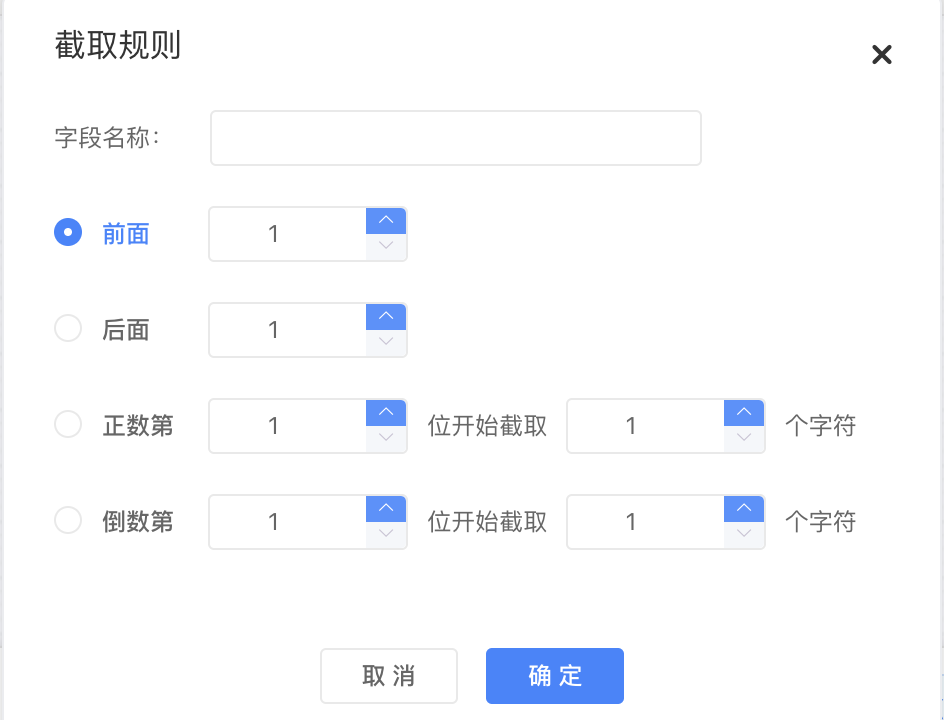 截取规则
字段名称：
前面 1
后面 1
正数第 1 位开始截取 1 个字符
倒数第 1 位开始截取 1 个字符
取消 确定